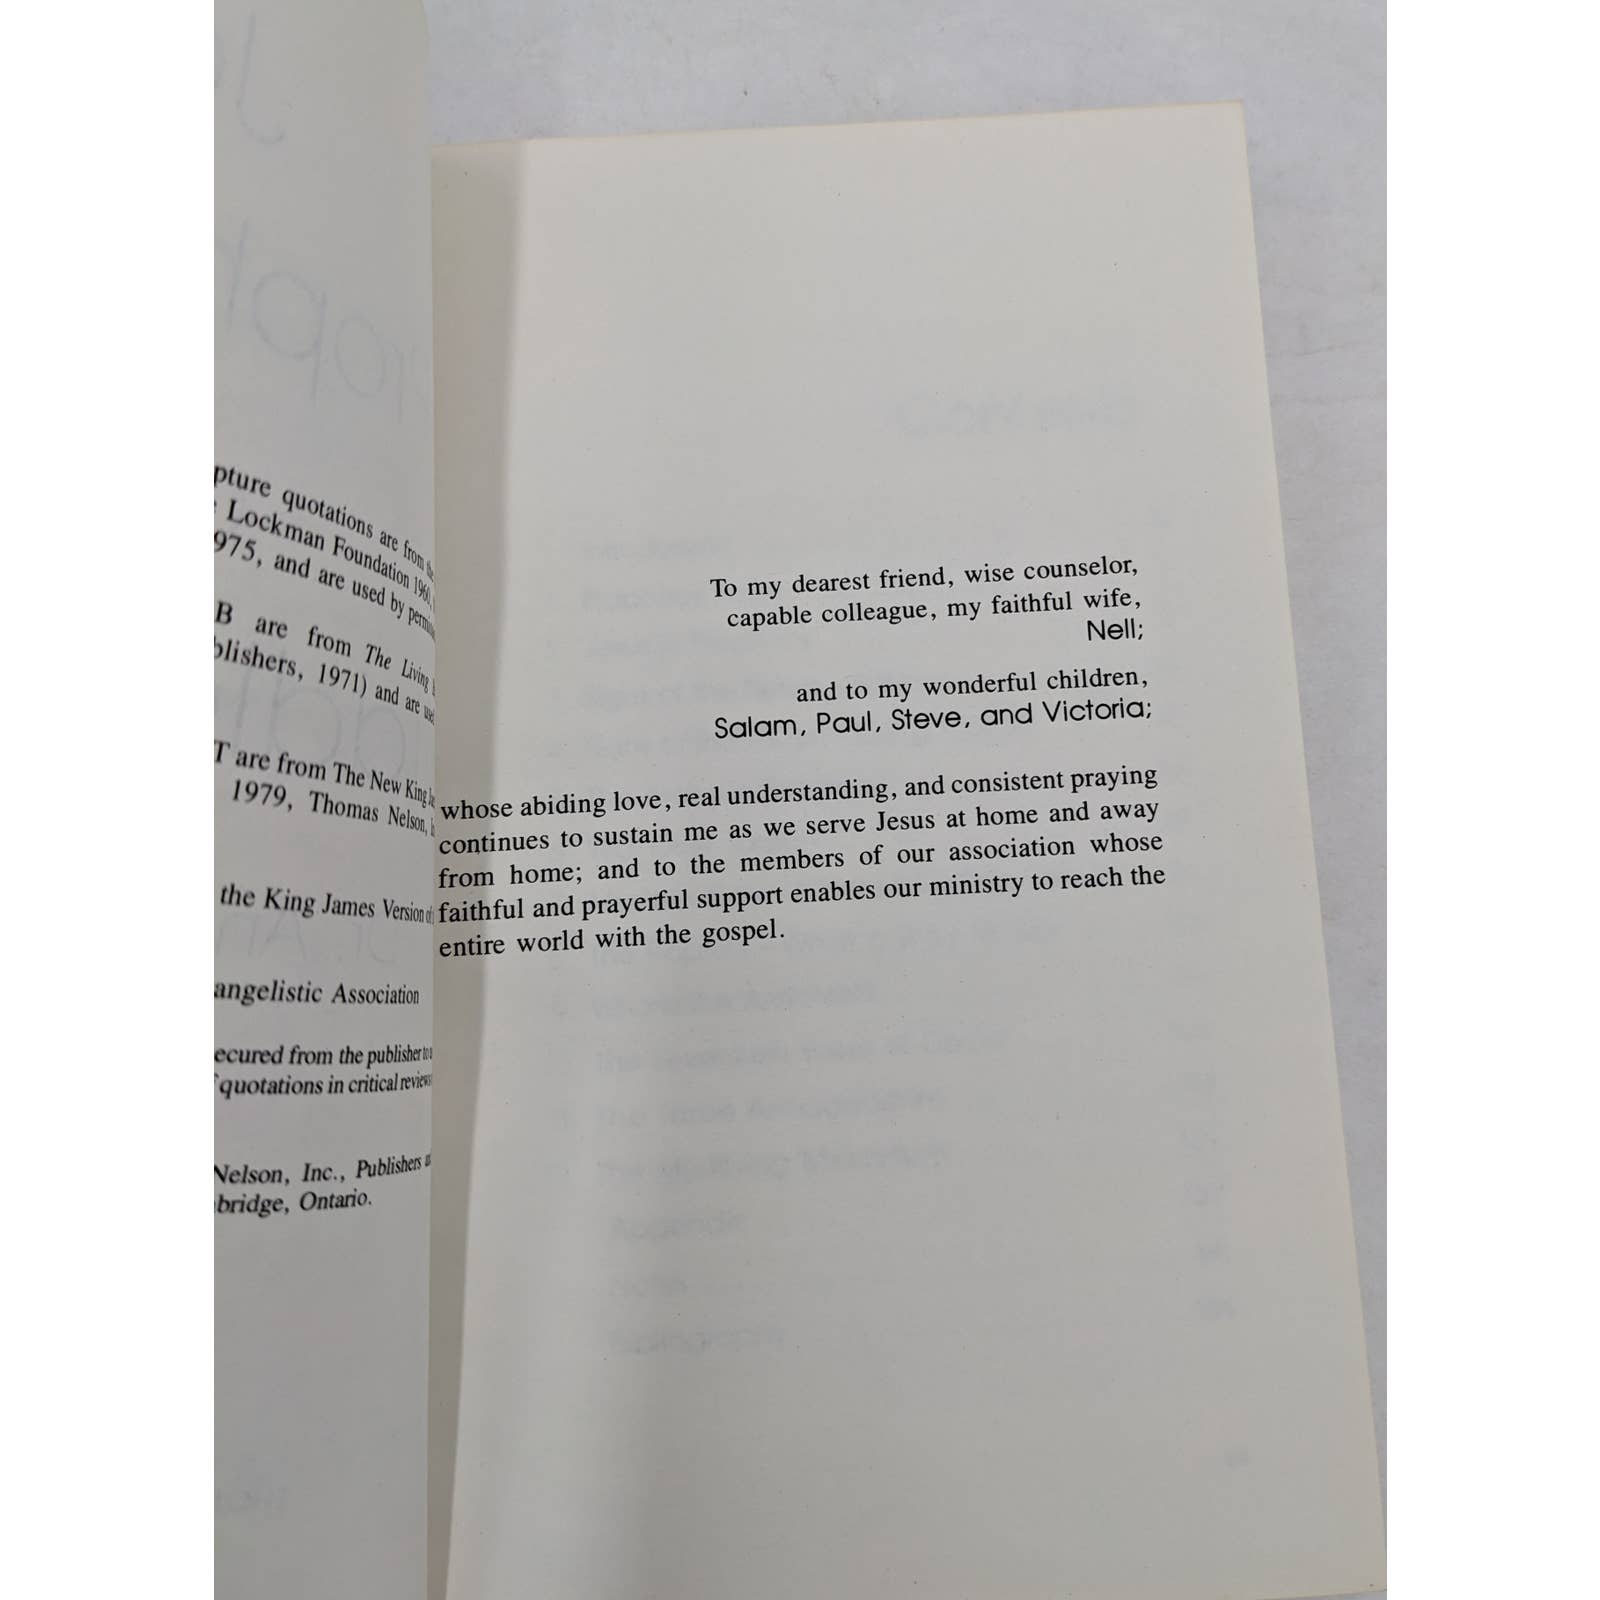 pture quotations are from the
Lockman Foundation 1960,
975, and are used by
B are from The Living
blishers, 1971) and are
T are from The New King
1979, Thomas Nelson,
the King James Version of
angelistic Association
ecured from the publisher to
quotations in critical reviews
Nelson, Inc., Publishers
bridge, Ontario.
To my dearest friend, wise counselor,
capable colleague, my faithful wife,
Nell;
and to my wonderful children,
Salam, Paul, Steve, and Victoria;
whose abiding love, real understanding, and consistent praying
continues to sustain me as we serve Jesus at home and away
from home; and to the members of our association whose
faithful and prayerful support enables our ministry to reach the
entire world with the gospel.